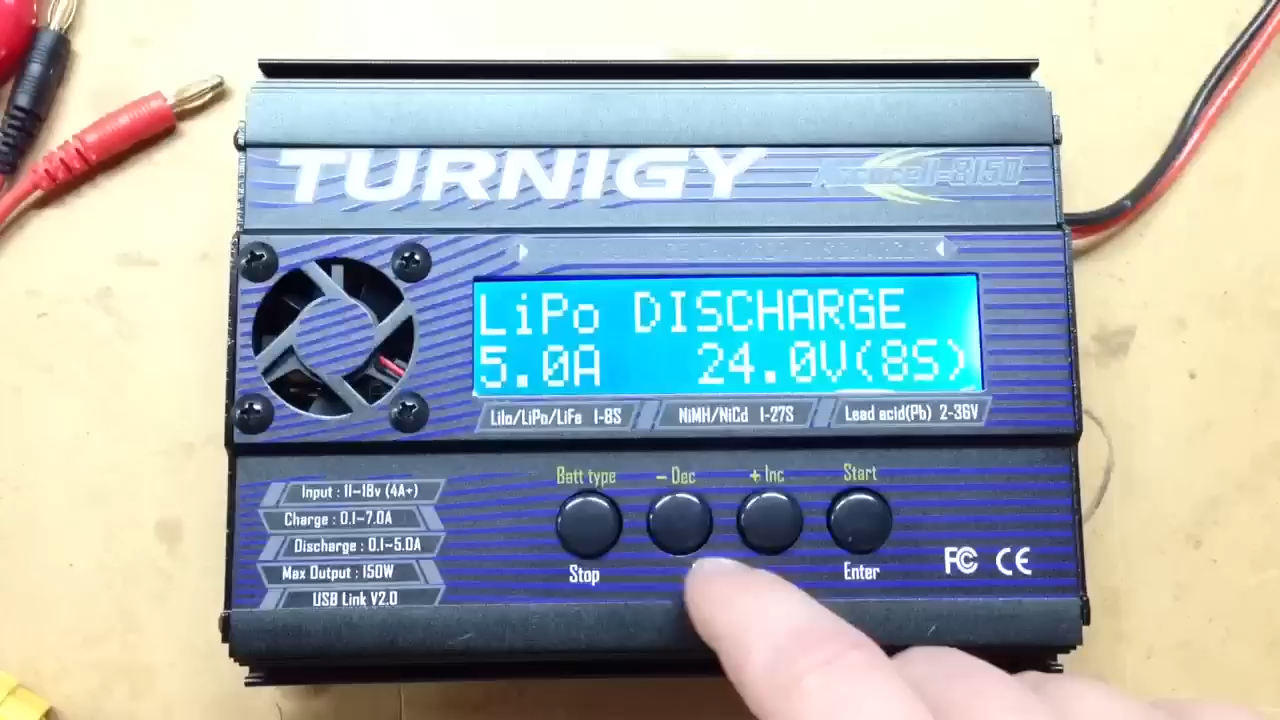 TURNIGY Accucel-8150
LiPo DISCHARGE
5.0A 24.0V(8S)
LiIo/LiPo/LiFe 1-8S NiMH/NiCd 1-27S Lead acid(Pb) 2-36V
Batt type - Dec + Inc Start
Stop Enter
Input : 11-18v (4A+)
Charge : 0.1~7.0A
Discharge : 0.1~5.0A
Max Output : 150W
USB Link V2.0
FC CE